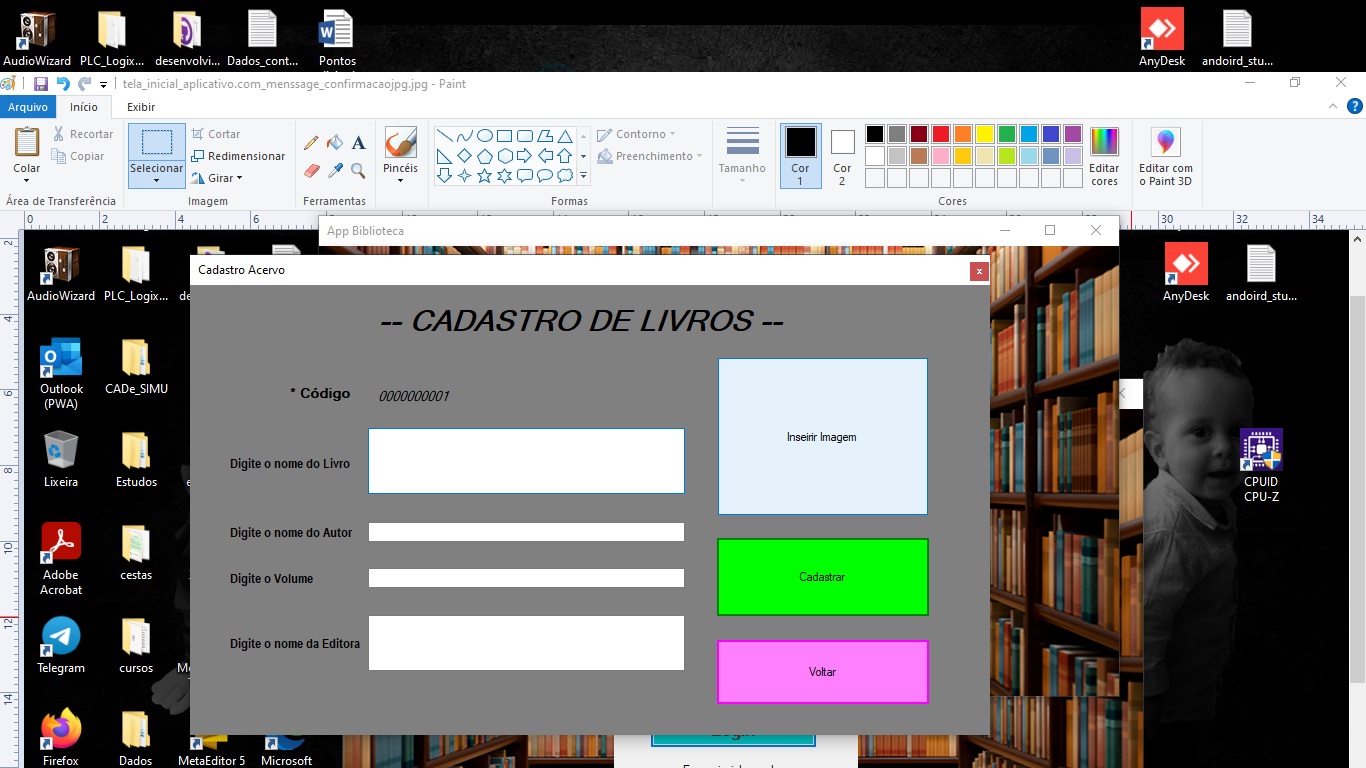 AudioWizard
PLC_Logix...
desenvolvi...
Dados_cont...
Pontos
AnyDesk
andoird_stu...
tela_inicial_aplicativo.com_menssage_confirmacaojpg.jpg - Paint
Arquivo
Início
Exibir
Colar
Recortar
Copiar
Área de Transferência
Selecionar
Cortar
Redimensionar
Girar
Imagem
A
Ferramentas
Pincéis
Contorno
Preenchimento
Formas
Tamanho
Cor
1
Cor
2
Editar
cores
Cores
Editar com
o Paint 3D
0 2 4 6 30 32 34
2
4
6
8
10
12
14
App Biblioteca
Cadastro Acervo
x
-- CADASTRO DE LIVROS --
* Código
0000000001
Digite o nome do Livro
Digite o nome do Autor
Digite o Volume
Digite o nome da Editora
Inseirir Imagem
Cadastrar
Voltar
AudioWizard
PLC_Logix...
AnyDesk
andoird_stu...
Outlook
(PWA)
CADe_SIMU
Lixeira
Estudos
Adobe
Acrobat
cestas
Telegram
cursos
Firefox
Dados
MetaEditor 5
Microsoft
CPUID
CPU-Z